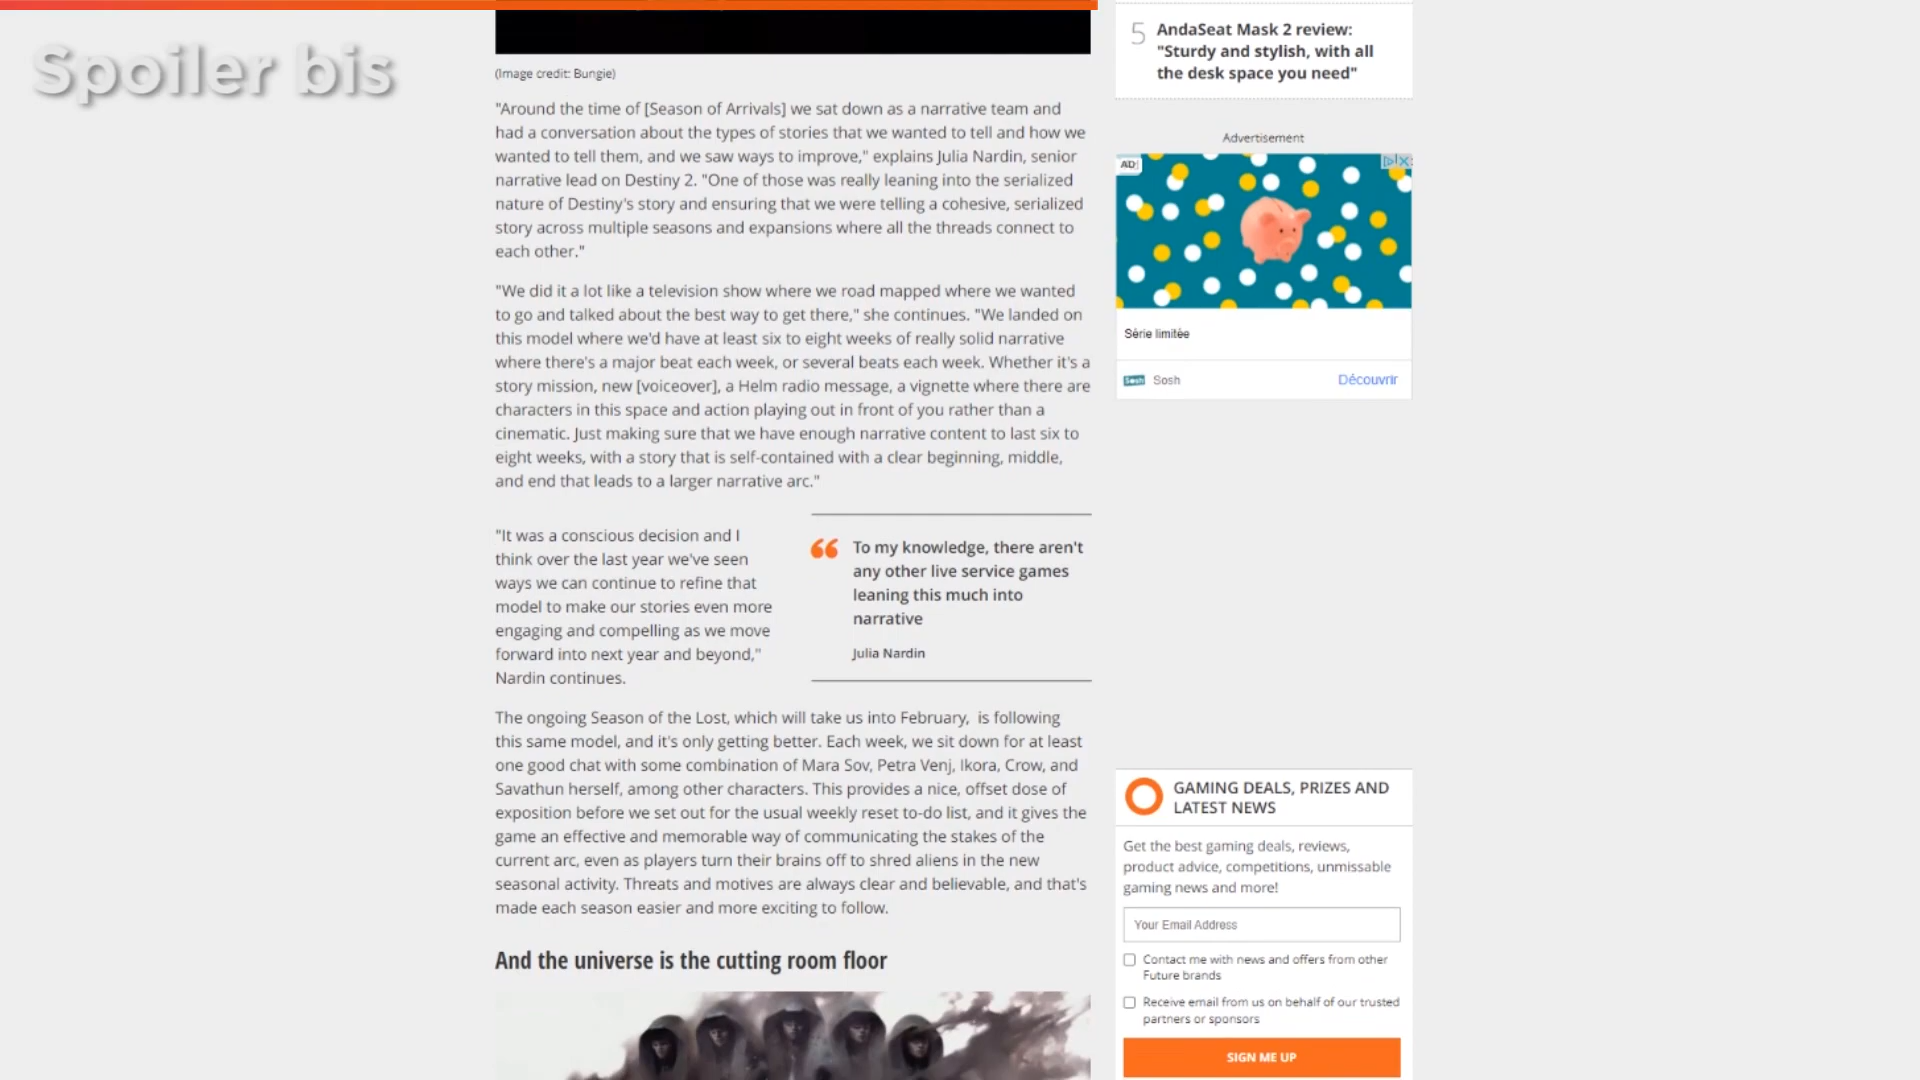 Spoiler bis
(Image credit: Bungie)
"Around the time of [Season of Arrivals] we sat down as a narrative team and
had a conversation about the types of stories that we wanted to tell and how we
wanted to tell them, and we saw ways to improve," explains Julia Nardin, senior
narrative lead on Destiny 2. "One of those was really leaning into the serialized
nature of Destiny's story and ensuring that we were telling a cohesive, serialized
story across multiple seasons and expansions where all the threads connect to
each other."
"We did it a lot like a television show where we road mapped where we wanted
to go and talked about the best way to get there," she continues. "We landed on
this model where we'd have at least six to eight weeks of really solid narrative
where there's a major beat each week, or several beats each week. Whether it's a
story mission, new [voiceover], a Helm radio message, a vignette where there are
characters in this space and action playing out in front of you rather than a
cinematic. Just making sure that we have enough narrative content to last six to
eight weeks, with a story that is self-contained with a clear beginning, middle,
and end that leads to a larger narrative arc."
"It was a conscious decision and I
think over the last year we've seen
ways we can continue to refine that
model to make our stories even more
engaging and compelling as we move
forward into next year and beyond,"
Nardin continues.
“ To my knowledge, there aren't
any other live service games
leaning this much into
narrative
Julia Nardin
The ongoing Season of the Lost, which will take us into February,  is following
this same model, and it's only getting better. Each week, we sit down for at least
one good chat with some combination of Mara Sov, Petra Venj, Ikora, Crow, and
Savathun herself, among other characters. This provides a nice, offset dose of
exposition before we set out for the usual weekly reset to-do list, and it gives the
game an effective and memorable way of communicating the stakes of the
current arc, even as players turn their brains off to shred aliens in the new
seasonal activity. Threats and motives are always clear and believable, and that's
made each season easier and more exciting to follow.
And the universe is the cutting room floor
5 AndaSeat Mask 2 review:
"Sturdy and stylish, with all
the desk space you need"
Advertisement
AD
Série limitée
Sosh Sosh Découvrir
GAMING DEALS, PRIZES AND
LATEST NEWS
Get the best gaming deals, reviews,
product advice, competitions, unmissable
gaming news and more!
Your Email Address
Contact me with news and offers from other
Future brands
Receive email from us on behalf of our trusted
partners or sponsors
SIGN ME UP